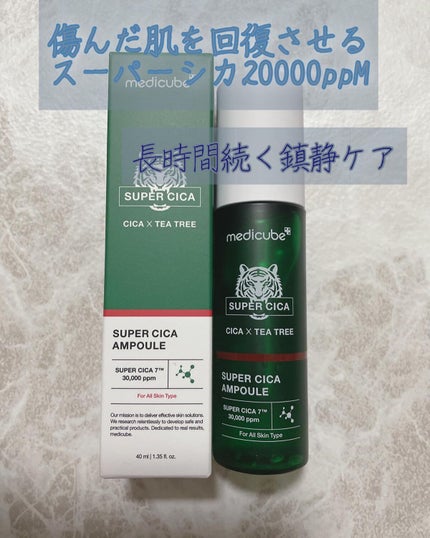 傷んだ肌を回復させる
スーパーシカ20000ppM
長時間続く鎮静ケア
medicube
SUPER CICA
CICA X TEA TREE
SUPER CICA
AMPOULE
SUPER CICA 7™
30,000 ppm
For All Skin Type
Our mission is to deliver effective skin solutions.
We research relentlessly to develop safe and
practical products. Dedicated to real results,
medicube.
40 ml | 1.35 fl. oz.
medicube
SUPER CICA
CICA X TEA TREE
SUPER CICA
AMPOULE
SUPER CICA 7™
30,000 ppm
For All Skin Type